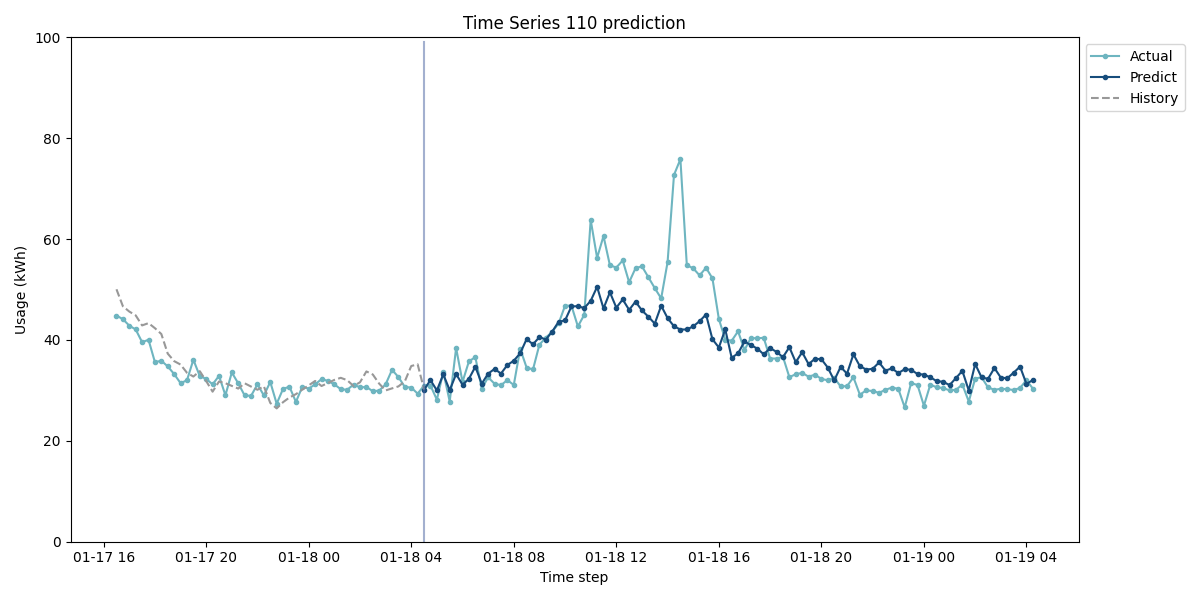 Time Series 110 prediction
100
80
60
40
20
0
Usage (kWh)
01-17 16
01-17 20
01-18 00
01-18 04
01-18 08
01-18 12
01-18 16
01-18 20
01-19 00
01-19 04
Time step
Actual
Predict
History